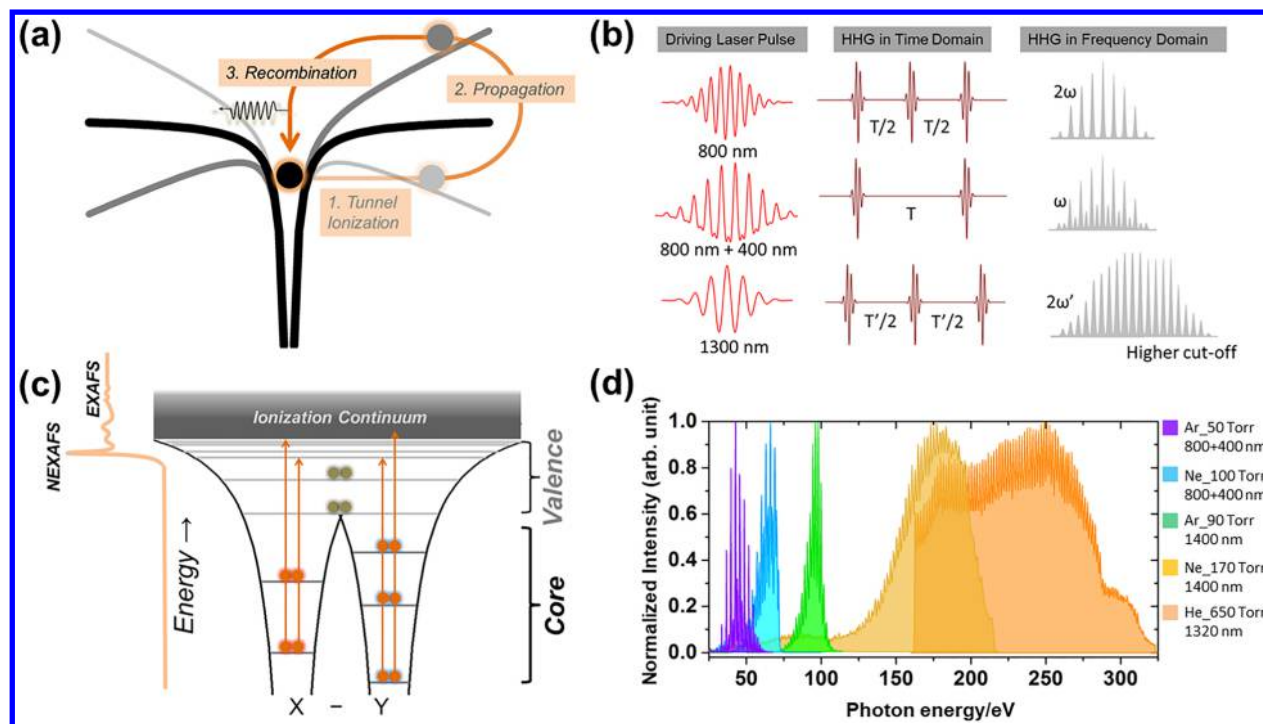 (a)
3. Recombination
2. Propagation
1. Tunnel
Ionization
(b)
Driving Laser Pulse
HHG in Time Domain
HHG in Frequency Domain
800 nm
T/2
T/2
2ω
800 nm + 400 nm
T
ω
1300 nm
T'/2
T'/2
2ω'
Higher cut-off
(c)
EXAFS
NEXAFS
Energy →
Ionization Continuum
Valence
Core
X – Y
(d)
Normalized Intensity (arb. unit)
1.0
0.8
0.6
0.4
0.2
0.0
50
100
150
200
250
300
Photon energy/eV
Ar_50 Torr
800+400 nm
Ne_100 Torr
800+400 nm
Ar_90 Torr
1400 nm
Ne_170 Torr
1400 nm
He_650 Torr
1320 nm